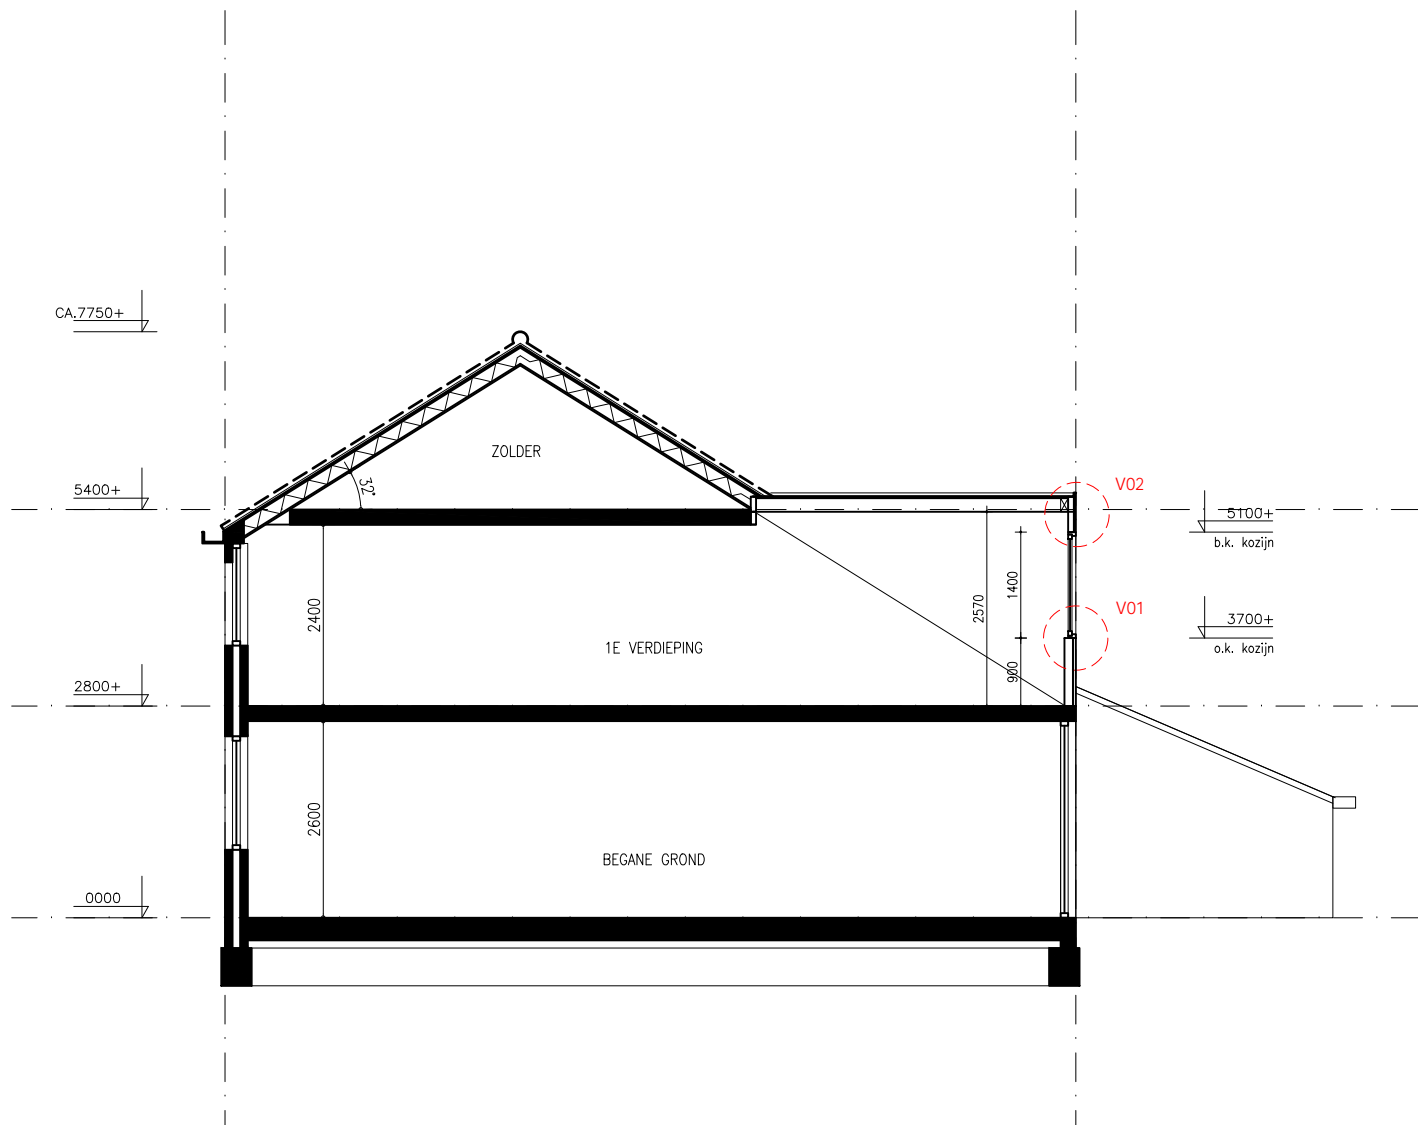 CA.7750+
ZOLDER
32°
5400+
V02
5100+
b.k. kozijn
2400
1400
2570
V01
3700+
o.k. kozijn
1E VERDIEPING
900
2800+
2600
BEGANE GROND
0000